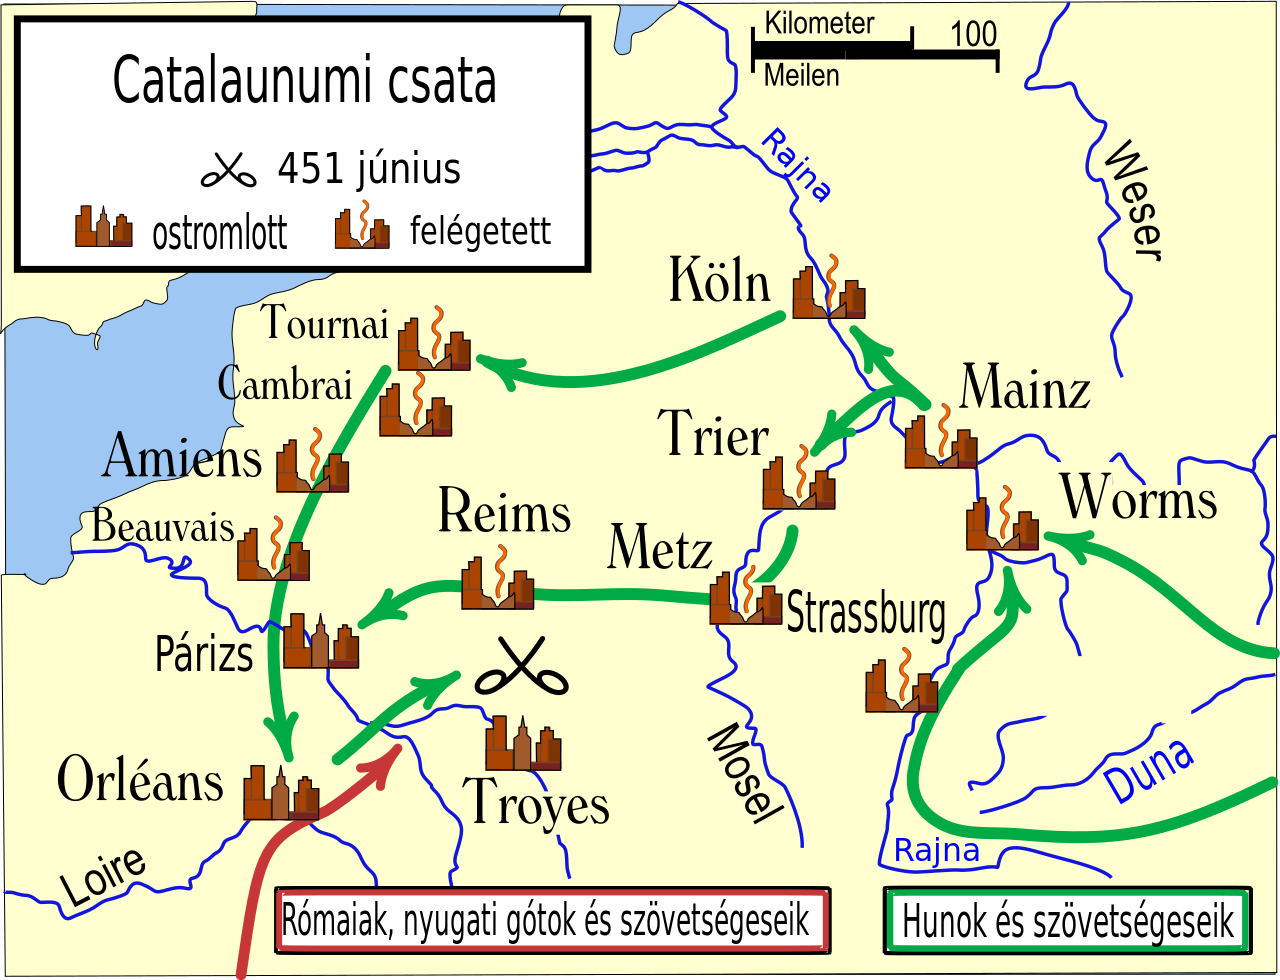 Catalaunumi csata
451 június
ostromlott
felégetett
Kilometer
100
Meilen
Rajna
Weser
Köln
Tournai
Cambrai
Mainz
Trier
Amiens
Reims
Worms
Beauvais
Metz
Strassburg
Párizs
Mosel
Duna
Orléans
Troyes
Rajna
Loire
Rómaiak, nyugati gótok és szövetségeseik
Hunok és szövetségeseik